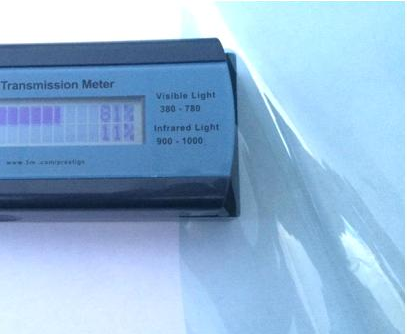 Transmission Meter
Visible Light
380 - 780
81%
Infrared Light
900 - 1000
11%
www.3m.com/prestige